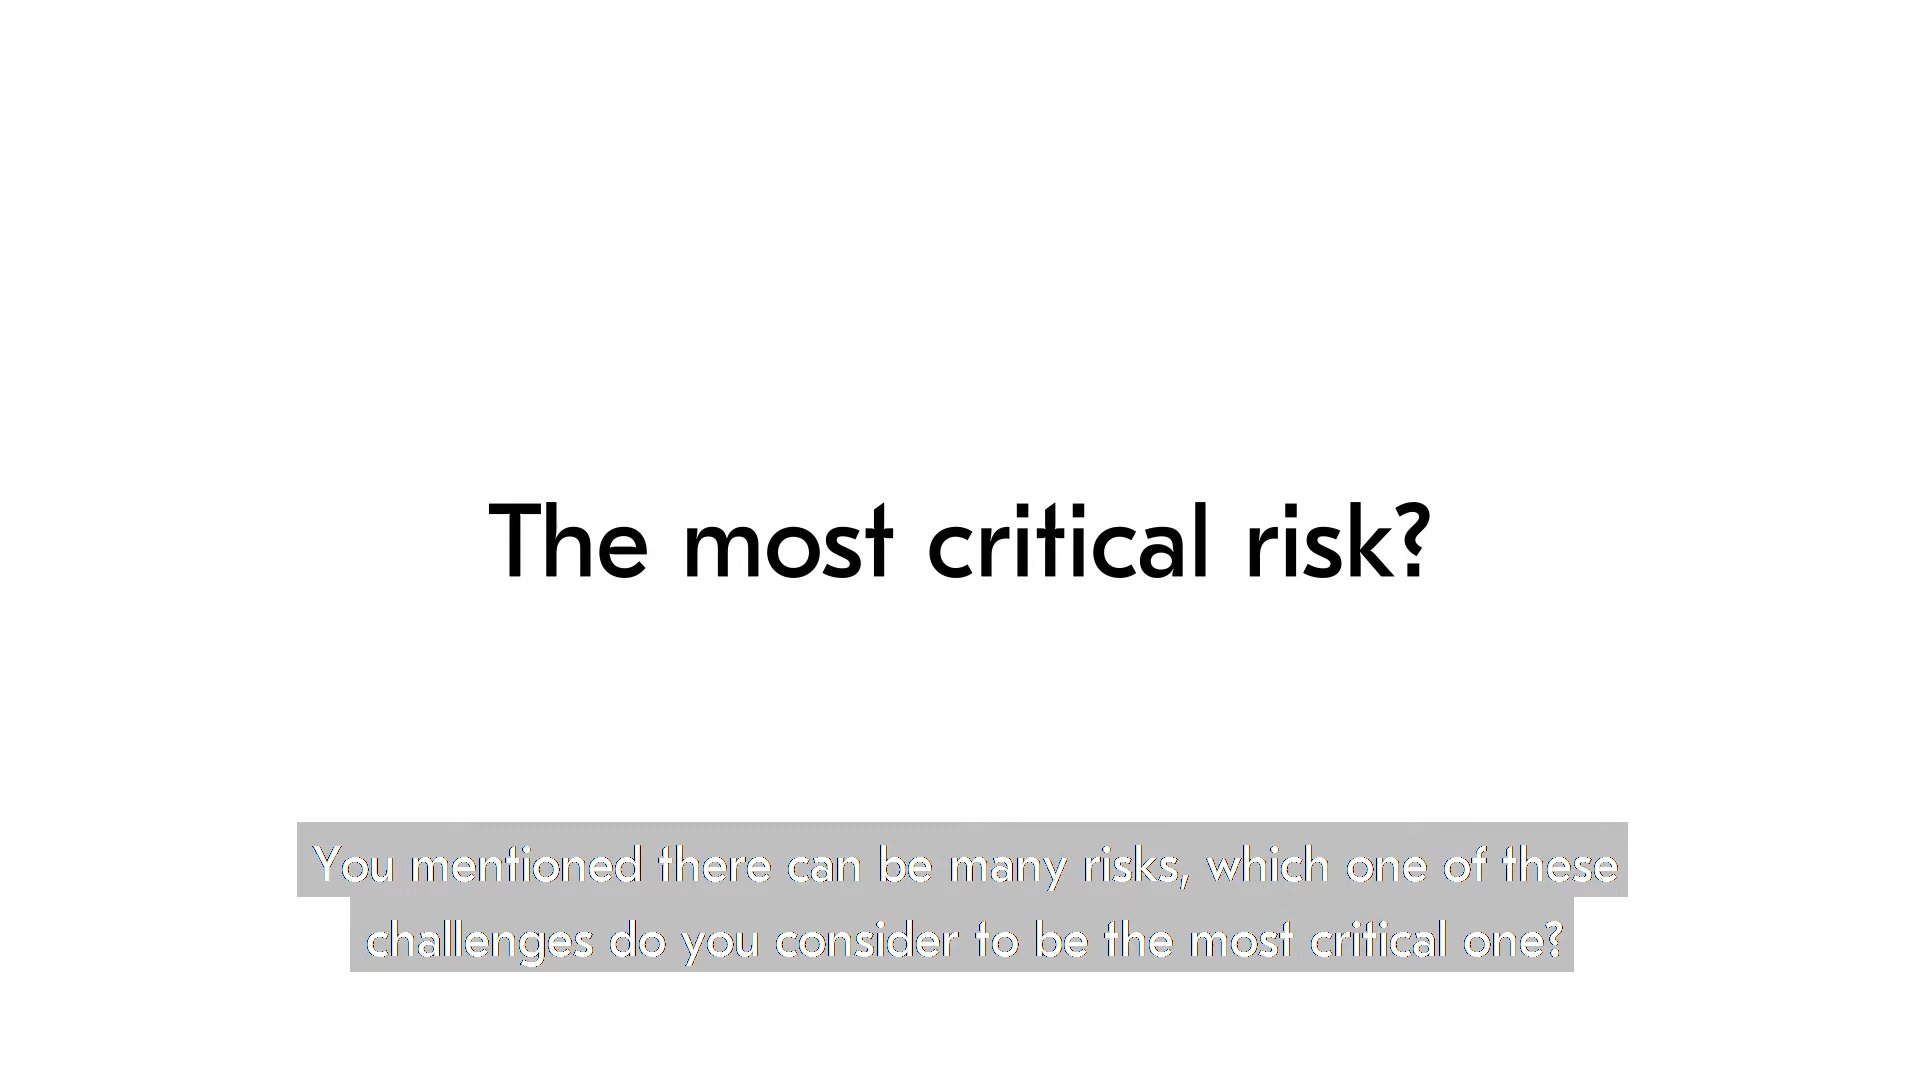 The most critical risk?
You mentioned there can be many risks, which one of these
challenges do you consider to be the most critical one?